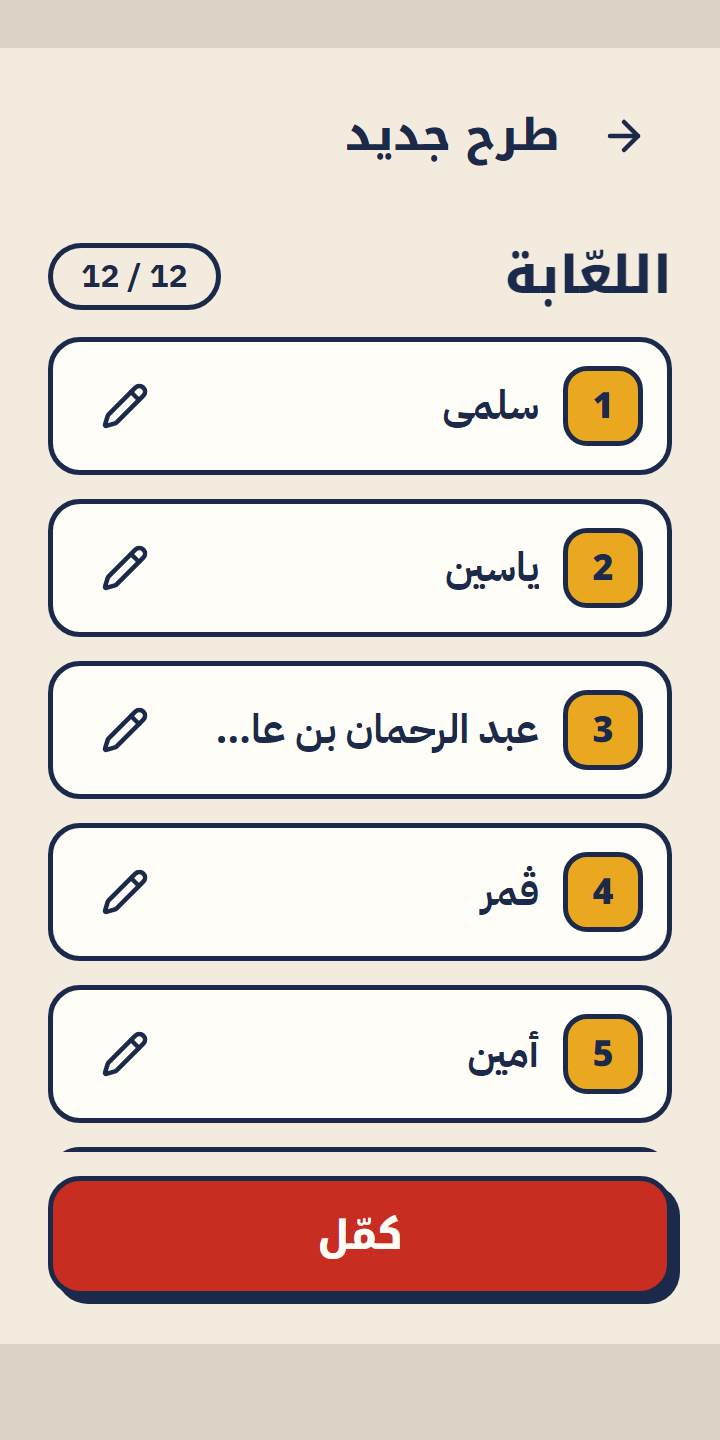 طرح جديد
اللعّابة
12 / 12
1 سلمى
2 ياسين
3 عبد الرحمان بن عا...
4 ڨمر
5 أمين
كمّل